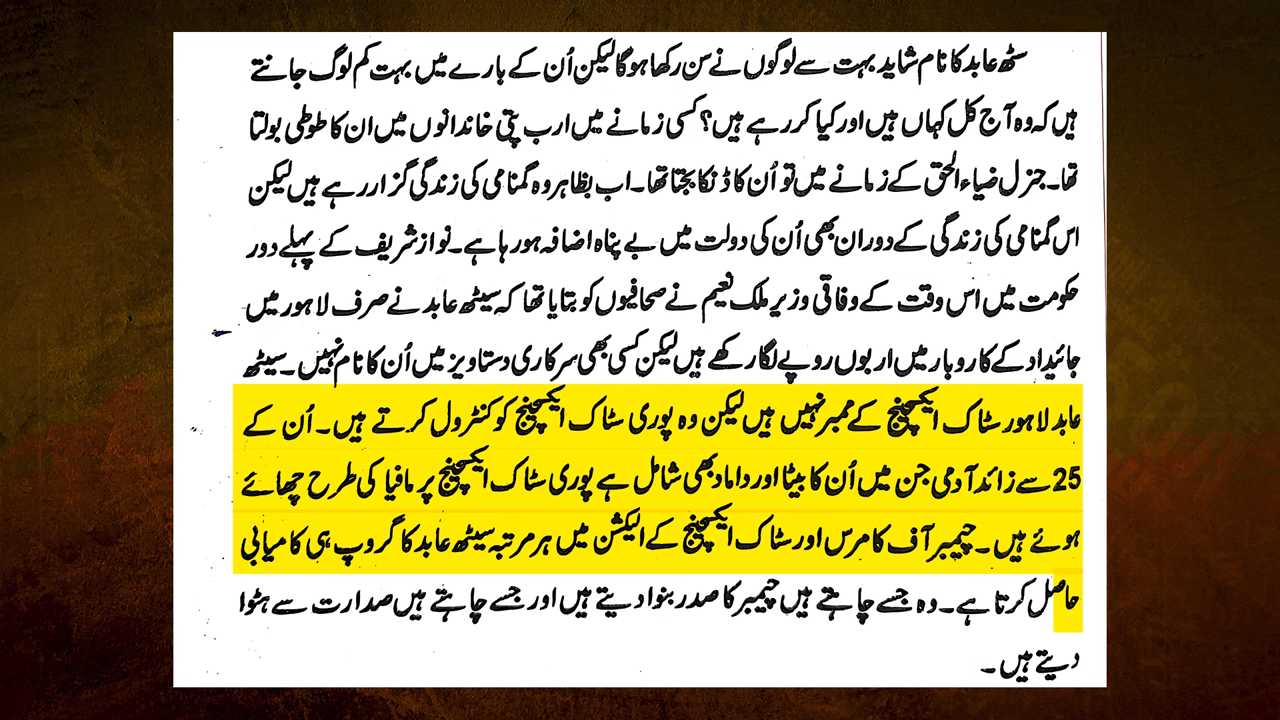 سٹھ عابد کا نام شاید بہت سے لوگوں نے سن رکھا ہو گا لیکن اُن کے بارے میں بہت کم لوگ جانتے
ہیں کہ وہ آج کل کہاں ہیں اور کیا کر رہے ہیں؟ کسی زمانے میں ارب پتی خاندانوں میں ان کا طوطی بولتا
تھا۔ جنرل ضیاء الحق کے زمانے میں تو اُن کا ڈنکا بجتا تھا۔ اب بظاہر وہ گمنامی کی زندگی گزار رہے ہیں لیکن
اس گمنامی کی زندگی کے دوران بھی اُن کی دولت میں بے پناہ اضافہ ہو رہا ہے۔ نواز شریف کے پہلے دور
حکومت میں اس وقت کے وفاقی وزیر ملک نعیم نے صحافیوں کو بتایا تھا کہ سیٹھ عابد نے صرف لاہور میں
جائیداد کے کاروبار میں اربوں روپے لگا رکھے ہیں لیکن کسی بھی سرکاری دستاویز میں اُن کا نام نہیں۔ سیٹھ
عابد لاہور سٹاک ایکسچینج کے ممبر نہیں ہیں لیکن وہ پوری سٹاک ایکسچینج کو کنٹرول کرتے ہیں۔ اُن کے
25 سے زائد آدمی جن میں اُن کا بیٹا اور داماد بھی شامل ہے پوری سٹاک ایکسچینج پر مافیا کی طرح چھائے
ہوئے ہیں۔ چیمبر آف کامرس اور سٹاک ایکسچینج کے الیکشن میں ہر مرتبہ سیٹھ عابد کا گروپ ہی کامیابی
حاصل کرتا ہے۔ وہ جسے چاہتے ہیں چیمبر کا صدر بنوا دیتے ہیں اور جسے چاہتے ہیں صدارت سے ہٹوا
دیتے ہیں۔